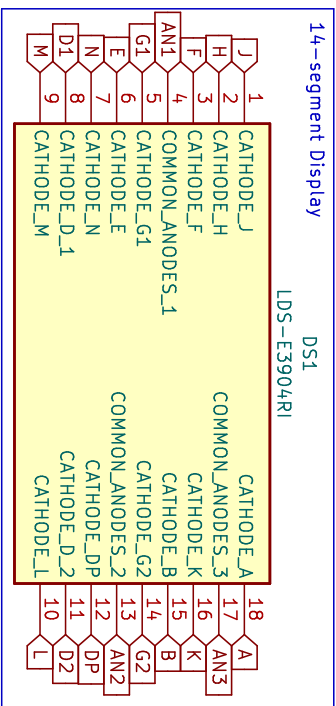 14-segment Display
DS1
LDS-E3904RI
J 1 CATHODE_J
H 2 CATHODE_H
F 3 CATHODE_F
AN1 4 COMMON_ANODES_1
G1 5 CATHODE_G1
E 6 CATHODE_E
N 7 CATHODE_N
D1 8 CATHODE_D_1
M 9 CATHODE_M
CATHODE_A 18 A
COMMON_ANODES_3 17 AN3
CATHODE_K 16 K
CATHODE_B 15 B
CATHODE_G2 14 G2
COMMON_ANODES_2 13 AN2
CATHODE_DP 12 DP
CATHODE_D_2 11 D2
CATHODE_L 10 L